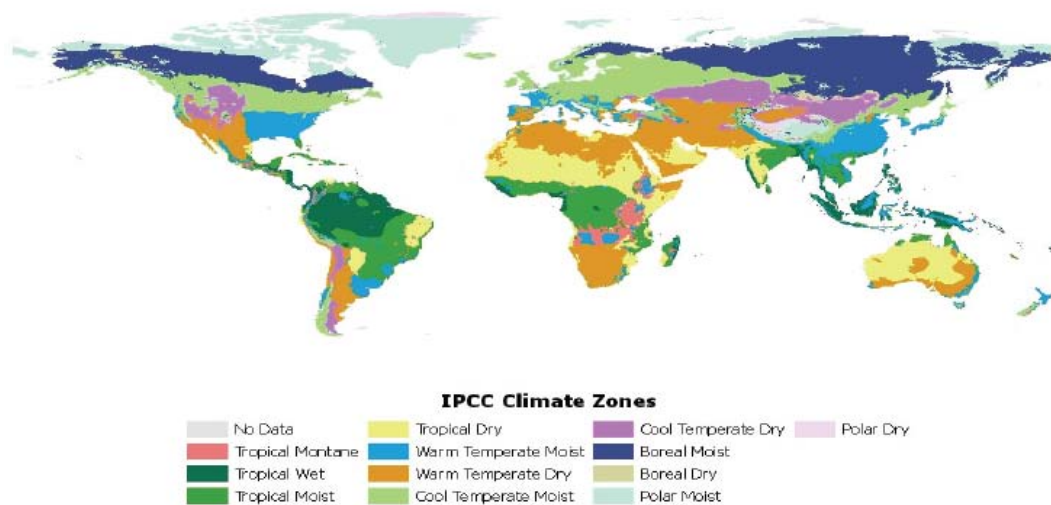 IPCC Climate Zones
No Data
Tropical Montane
Tropical Wet
Tropical Moist
Tropical Dry
Warm Temperate Moist
Warm Temperate Dry
Cool Temperate Moist
Cool Temperate Dry
Boreal Moist
Boreal Dry
Polar Moist
Polar Dry